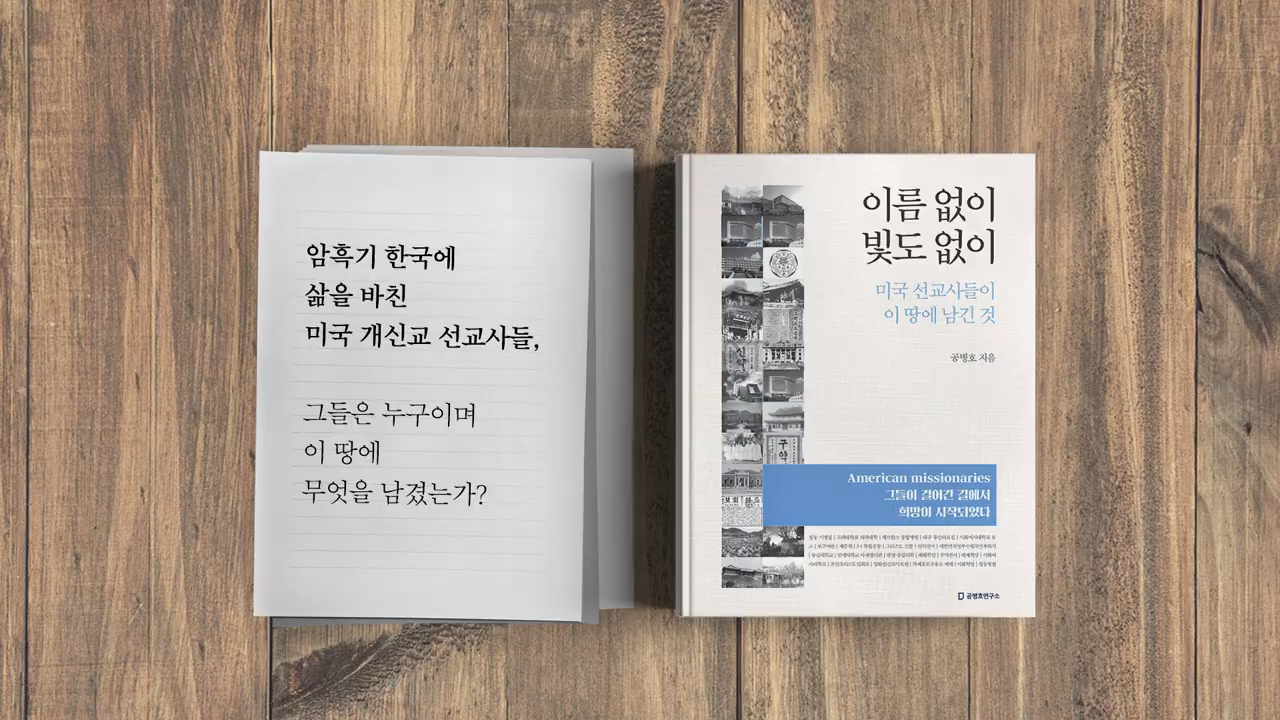 암흑기 한국에
삶을 바친
미국 개신교 선교사들,
그들은 누구이며
이 땅에
무엇을 남겼는가?
이름 없이
빛도 없이
미국 선교사들이
이 땅에 남긴 것
공병호 지음
구약
American missionaries
그들이 걸어간 길에서
희망이 시작되었다
공병호연구소